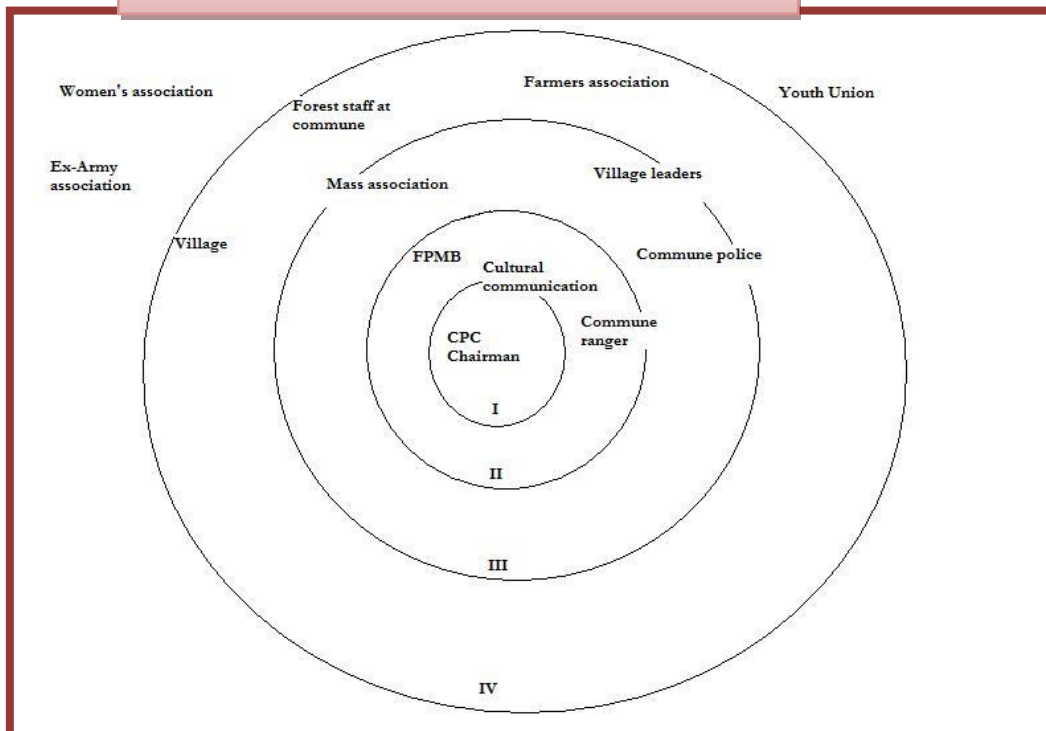 Women's association
Farmers association
Youth Union
Forest staff at
commune
Ex-Army
association
Mass association
Village leaders
Village
FPMB
Cultural
communication
Commune police
Commune
ranger
CPC
Chairman
I
II
III
IV